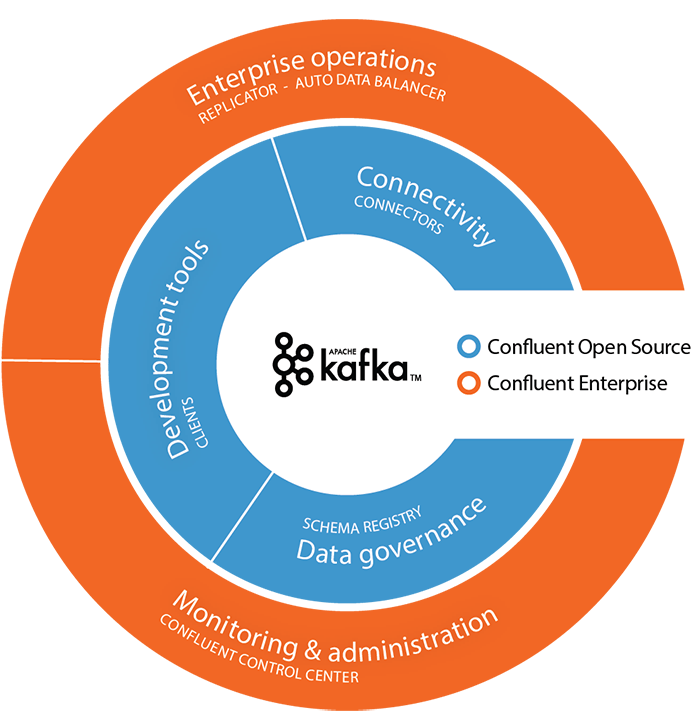 Enterprise operations
REPLICATOR - AUTO DATA BALANCER
Connectivity
CONNECTORS
Development tools
CLIENTS
APACHE
kafka™
Confluent Open Source
Confluent Enterprise
SCHEMA REGISTRY
Data governance
Monitoring & administration
CONFLUENT CONTROL CENTER